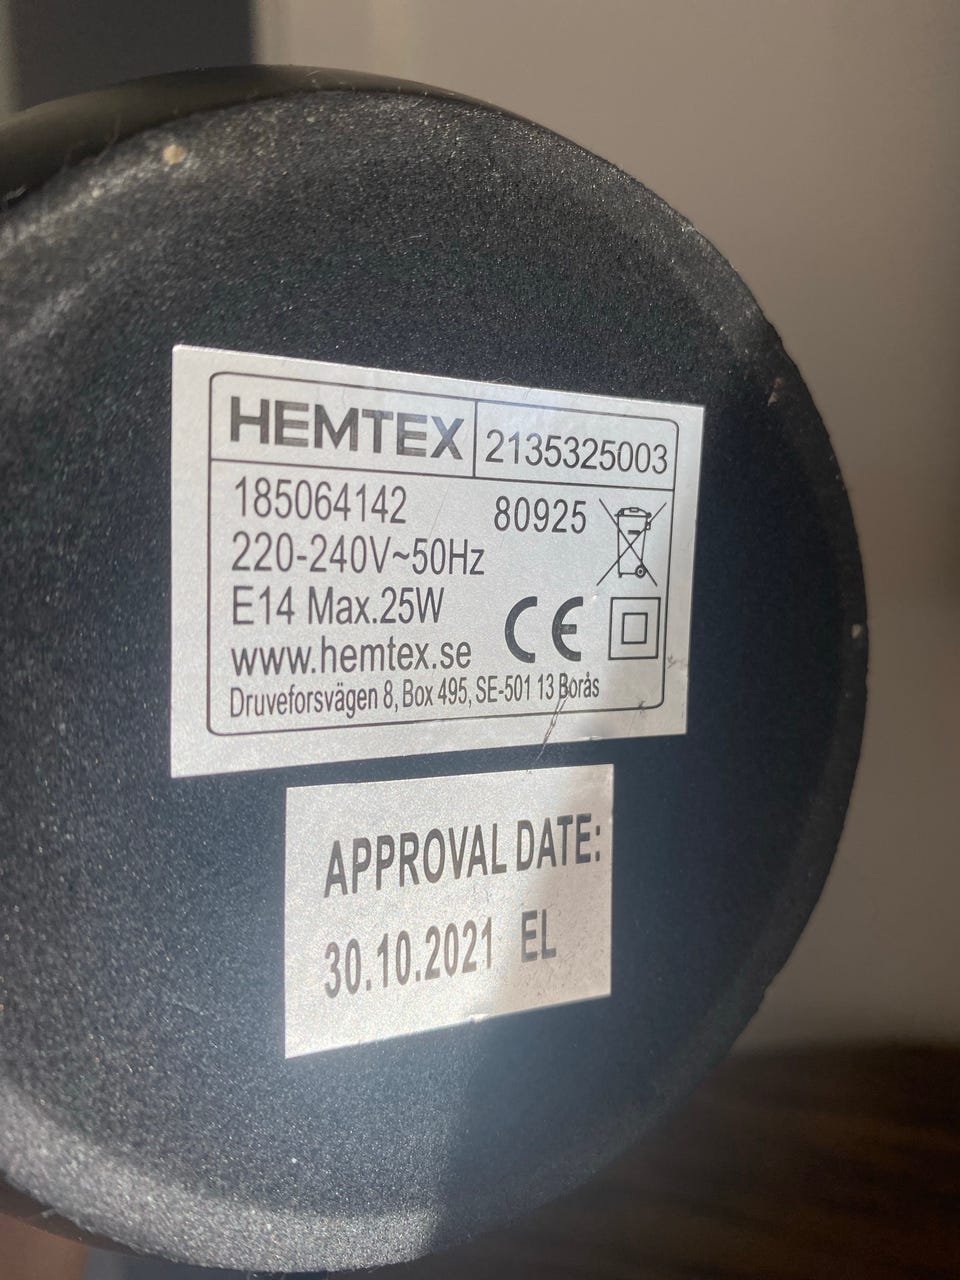 HEMTEX 2135325003
185064142 80925
220-240V~50Hz
E14 Max.25W CE
www.hemtex.se
Druveforsvägen 8, Box 495, SE-501 13 Borås
APPROVAL DATE:
30.10.2021 EL